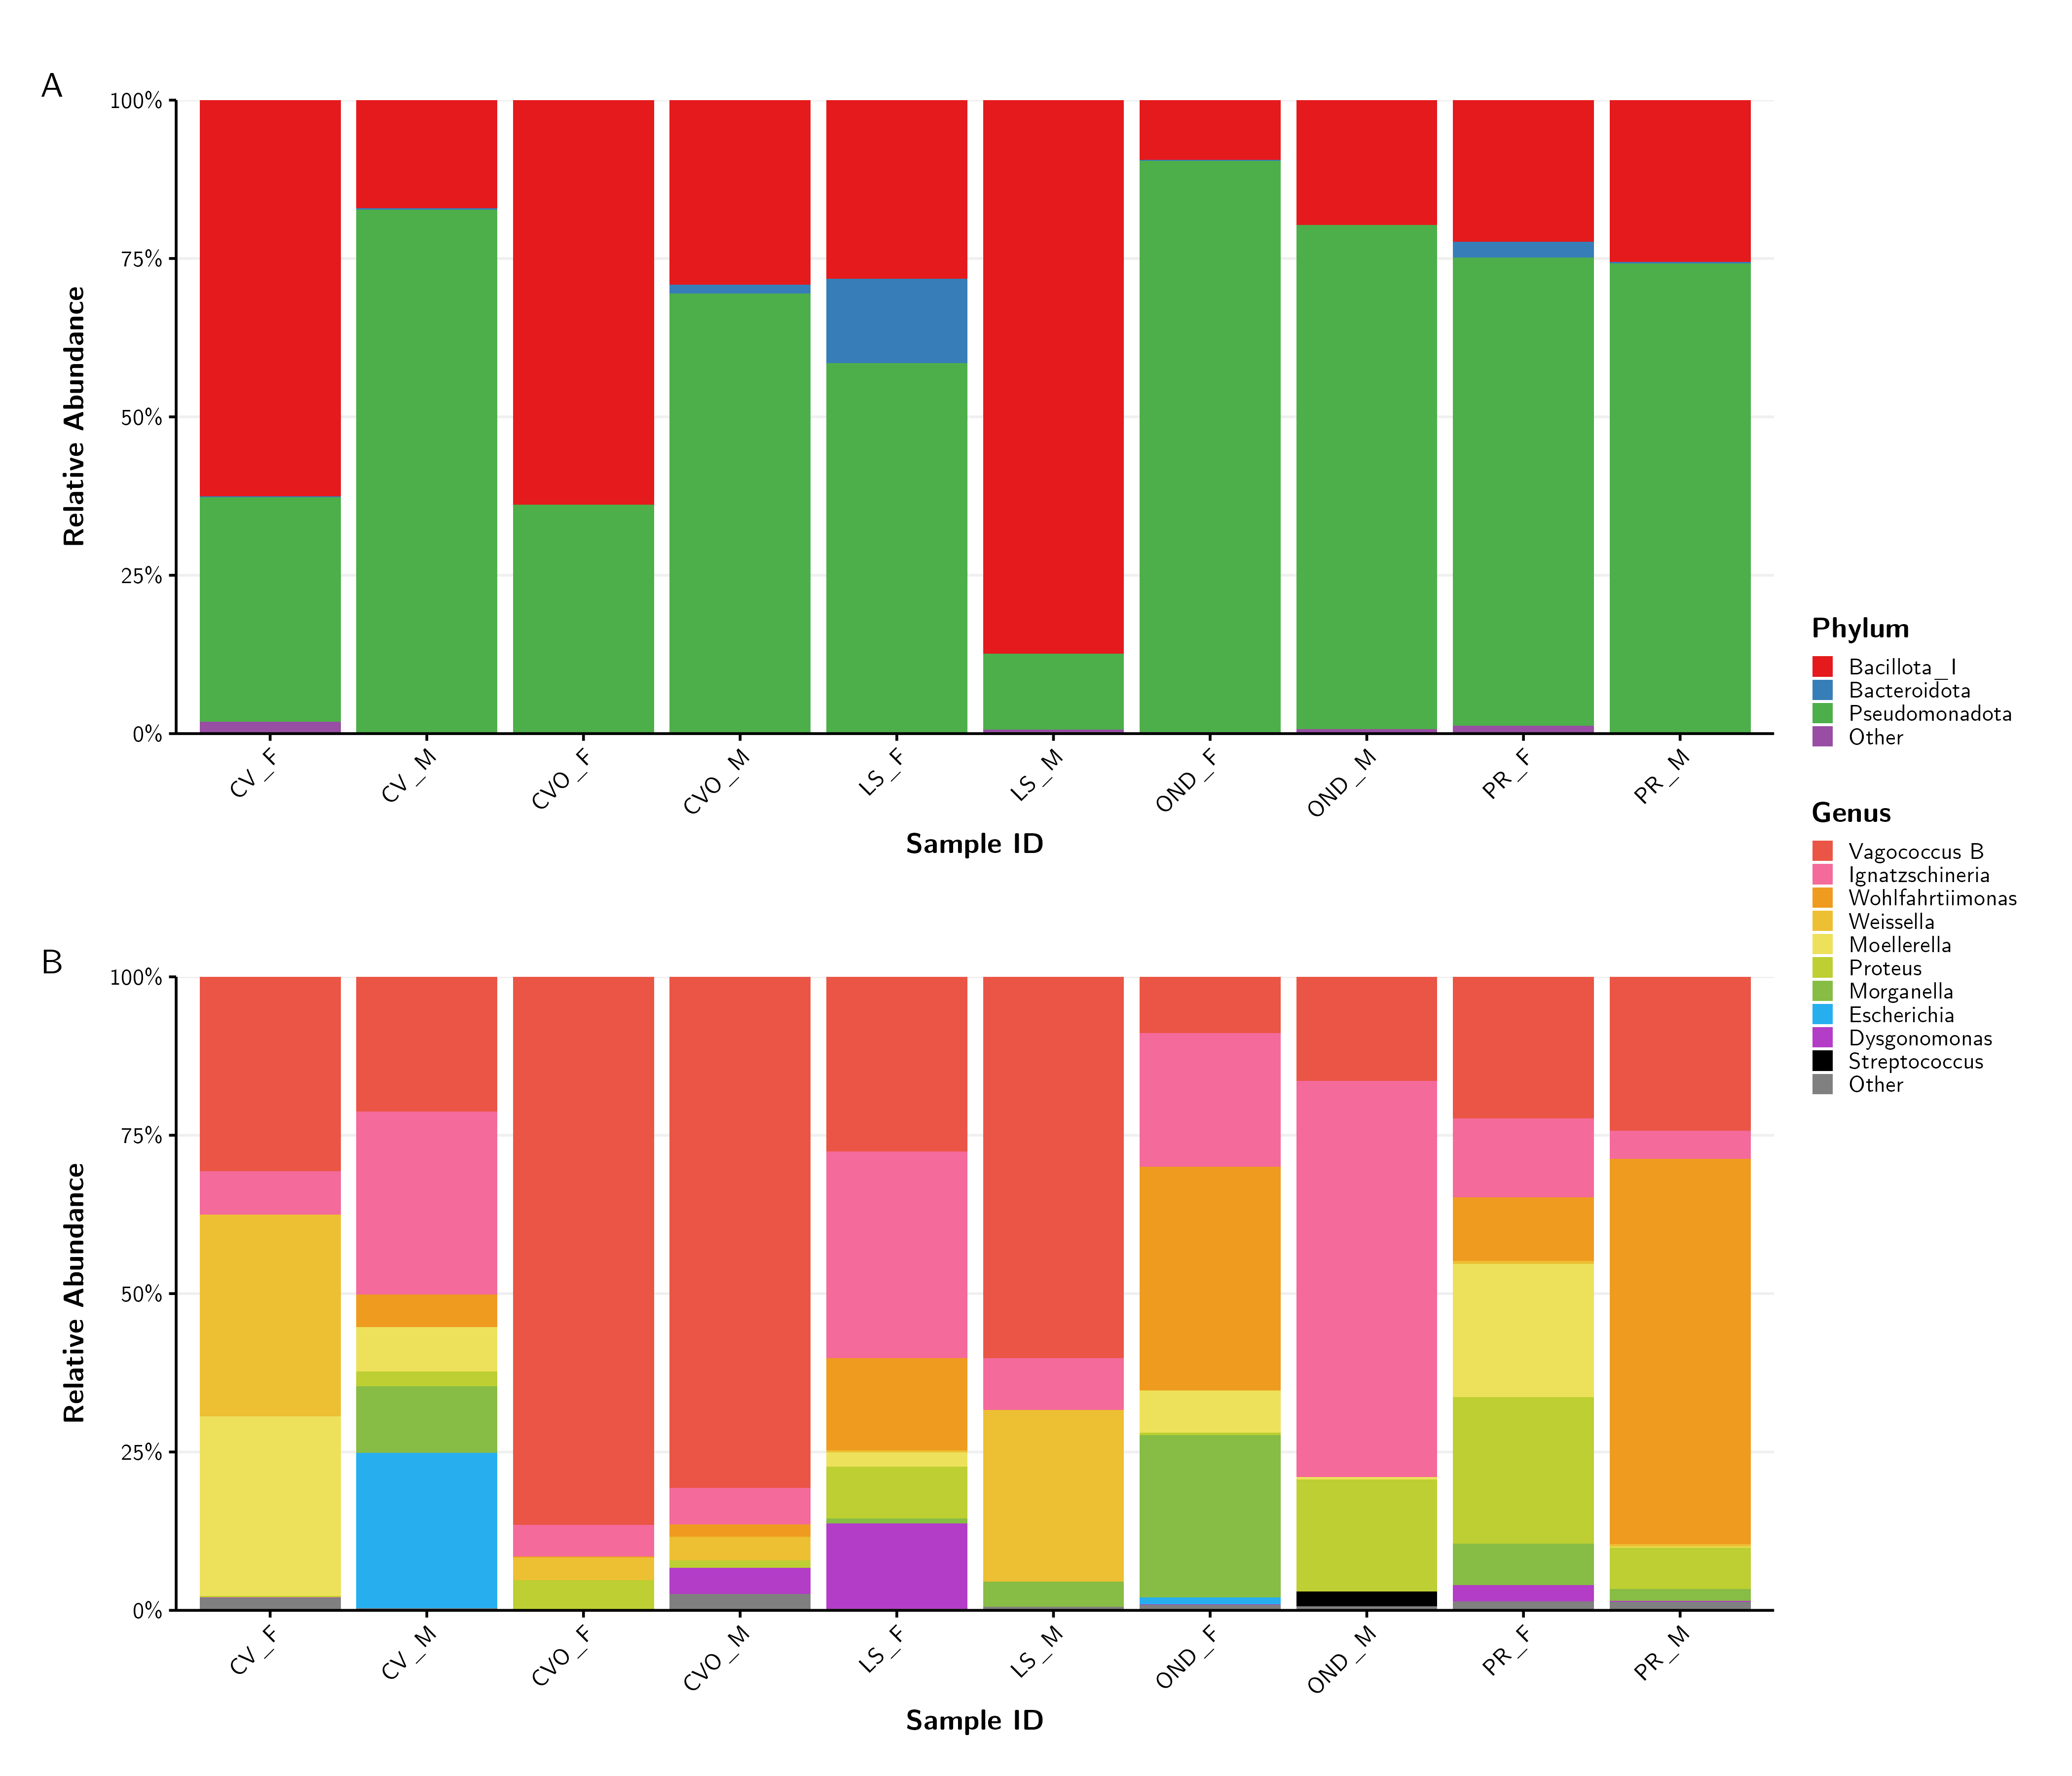 A
100%
75%
50%
25%
0%
Relative Abundance
CV_F
CV_M
CVO_F
CVO_M
LS_F
LS_M
OND_F
OND_M
PR_F
PR_M
Sample ID
Phylum
Bacillota_I
Bacteroidota
Pseudomonadota
Other
Genus
Vagococcus B
Ignatzschineria
Wohlfahrtiimonas
Weissella
Moellerella
Proteus
Morganella
Escherichia
Dysgonomonas
Streptococcus
Other
B
100%
75%
50%
25%
0%
Relative Abundance
CV_F
CV_M
CVO_F
CVO_M
LS_F
LS_M
OND_F
OND_M
PR_F
PR_M
Sample ID